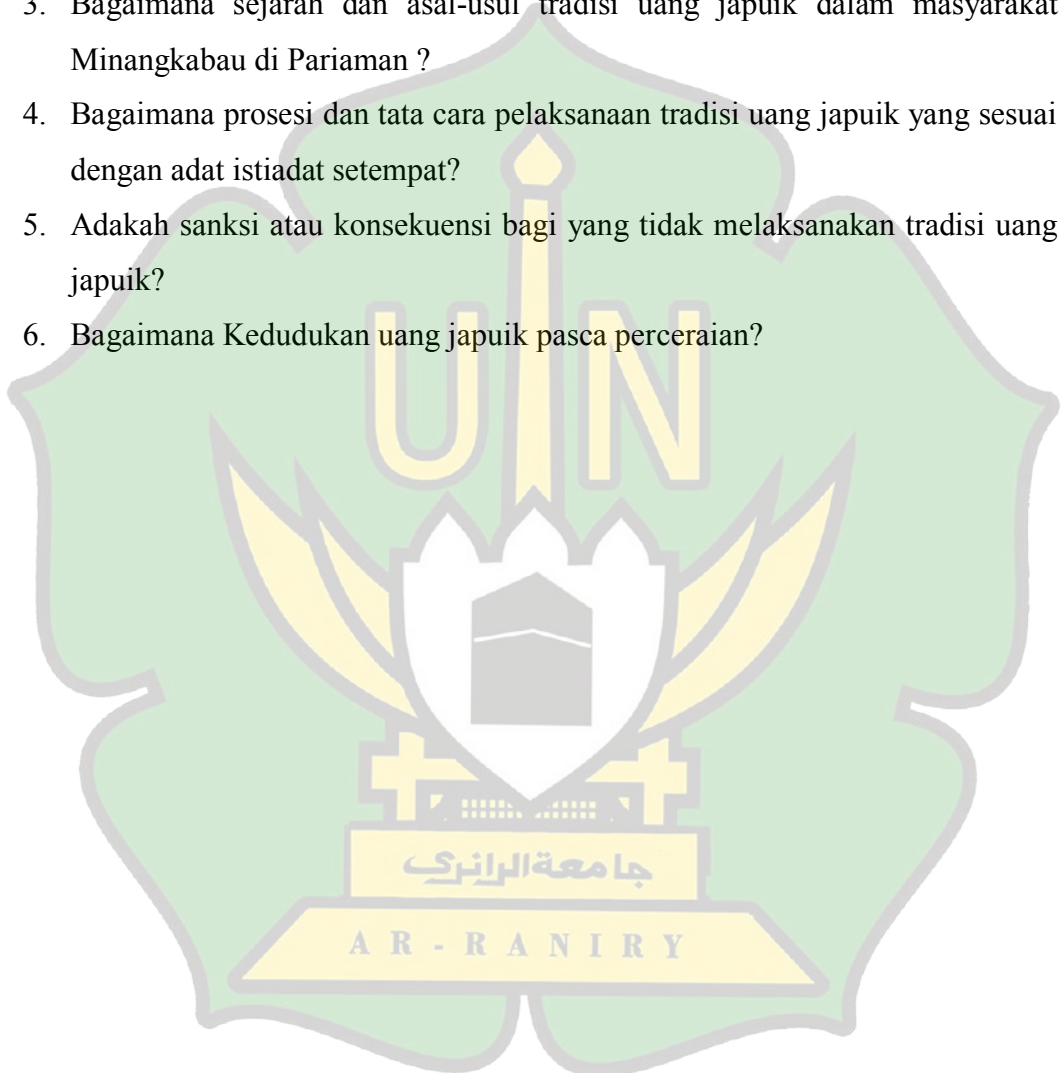 3. Bagaimana sejarah dan asal-usul tradisi uang japuik dalam masyarakat
Minangkabau di Pariaman ?
4. Bagaimana prosesi dan tata cara pelaksanaan tradisi uang japuik yang sesuai
dengan adat istiadat setempat?
5. Adakah sanksi atau konsekuensi bagi yang tidak melaksanakan tradisi uang
japuik?
6. Bagaimana Kedudukan uang japuik pasca perceraian?
UIN
جامعةالرانري
AR-RANIRY